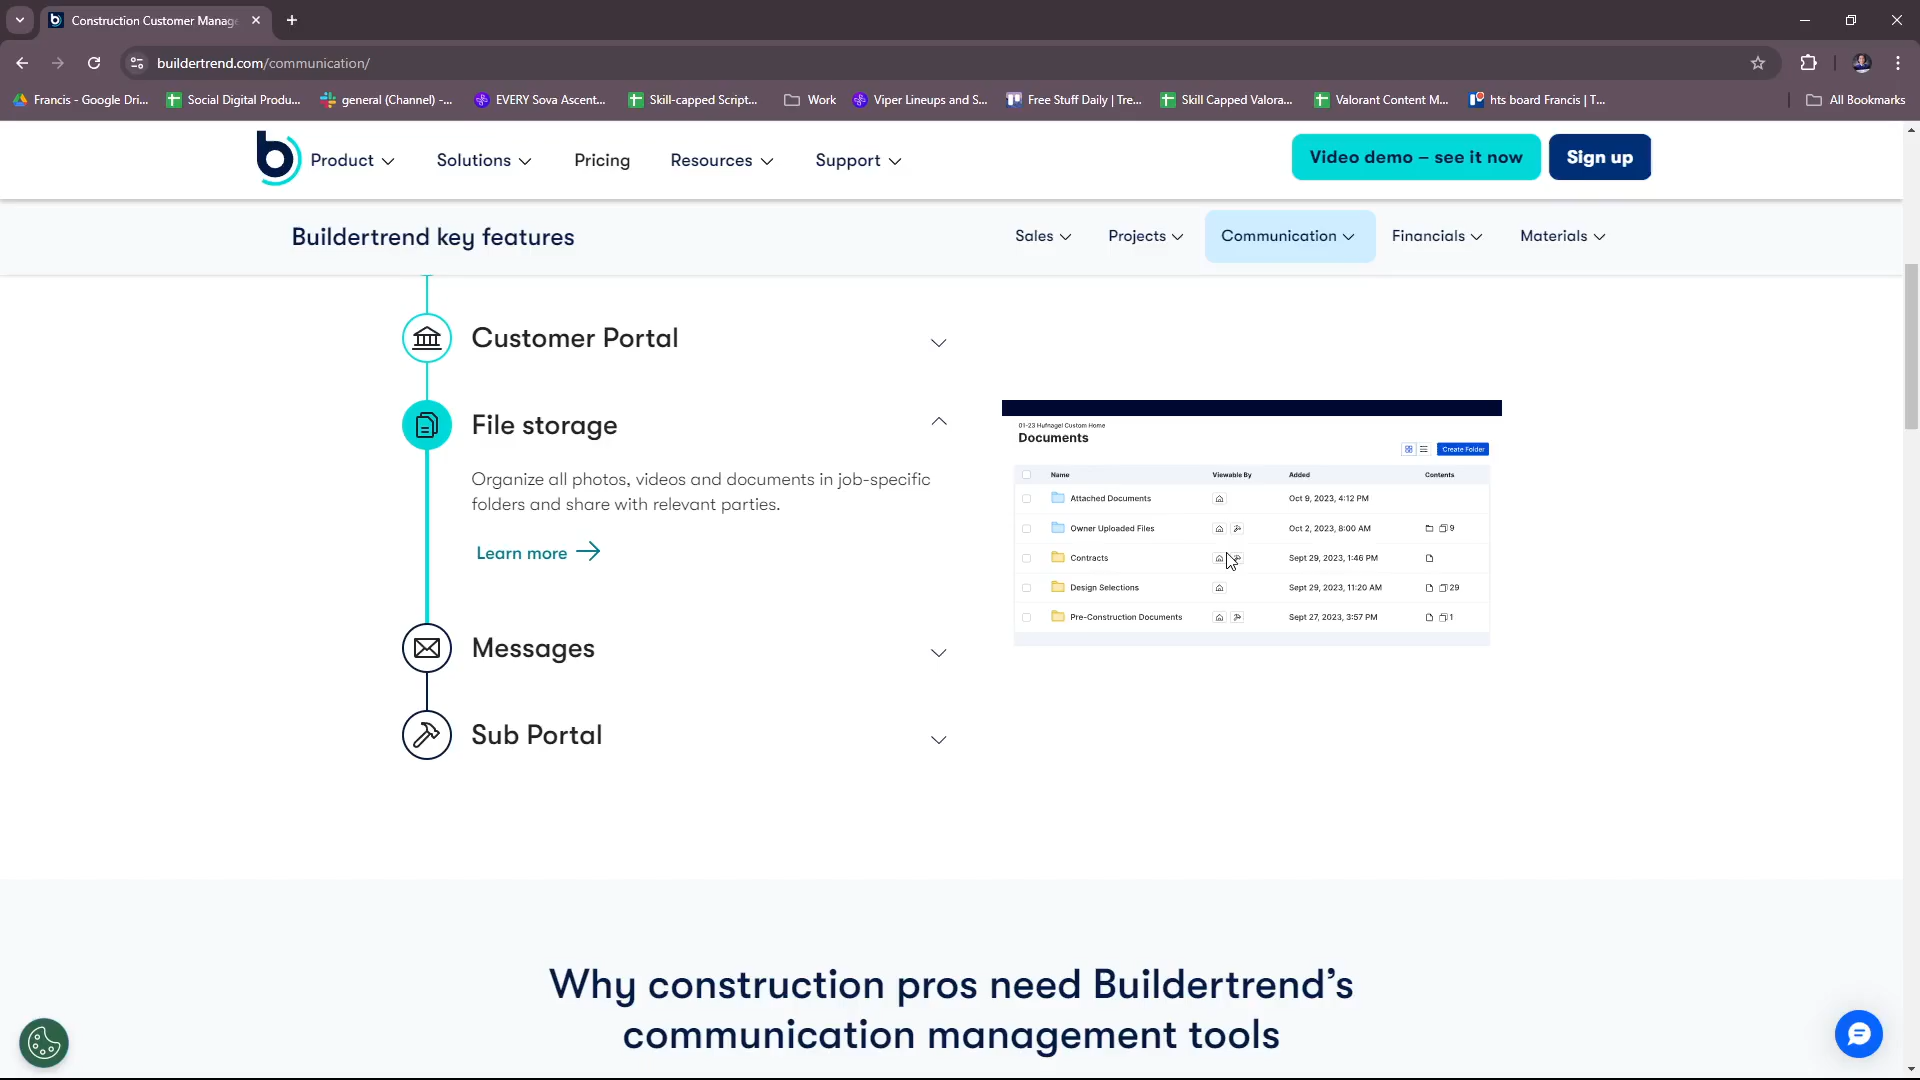 Construction Customer Manage
buildertrend.com/communication/
Francis - Google Dri...
Social Digital Produ...
general (Channel) -...
EVERY Sova Ascent...
Skill-capped Script...
Work
Viper Lineups and S...
Free Stuff Daily | Tre...
Skill Capped Valora...
Valorant Content M...
hts board Francis | T...
All Bookmarks
b
Product
Solutions
Pricing
Resources
Support
Video demo – see it now
Sign up
Buildertrend key features
Sales
Projects
Communication
Financials
Materials
Customer Portal
File storage
Organize all photos, videos and documents in job-specific
folders and share with relevant parties.
Learn more
Messages
Sub Portal
01-23 Hufnagel Custom Home
Documents
Create Folder
Name Viewable By Added Contents
Attached Documents Oct 9, 2023, 4:12 PM
Owner Uploaded Files Oct 2, 2023, 8:00 AM 9
Contracts Sept 29, 2023, 1:46 PM
Design Selections Sept 29, 2023, 11:20 AM 29
Pre-Construction Documents Sept 27, 2023, 3:57 PM 1
Why construction pros need Buildertrend’s
communication management tools